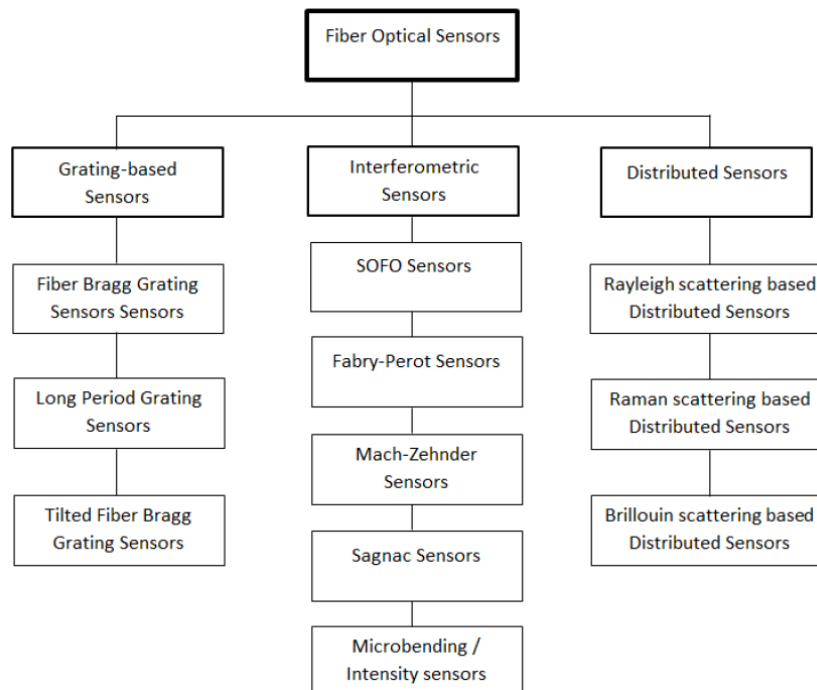 Fiber Optical Sensors
Grating-based
Sensors
Interferometric
Sensors
Distributed Sensors
Fiber Bragg Grating
Sensors Sensors
Long Period Grating
Sensors
Tilted Fiber Bragg
Grating Sensors
SOFO Sensors
Fabry-Perot Sensors
Mach-Zehnder
Sensors
Sagnac Sensors
Microbending /
Intensity sensors
Rayleigh scattering based
Distributed Sensors
Raman scattering based
Distributed Sensors
Brillouin scattering based
Distributed Sensors